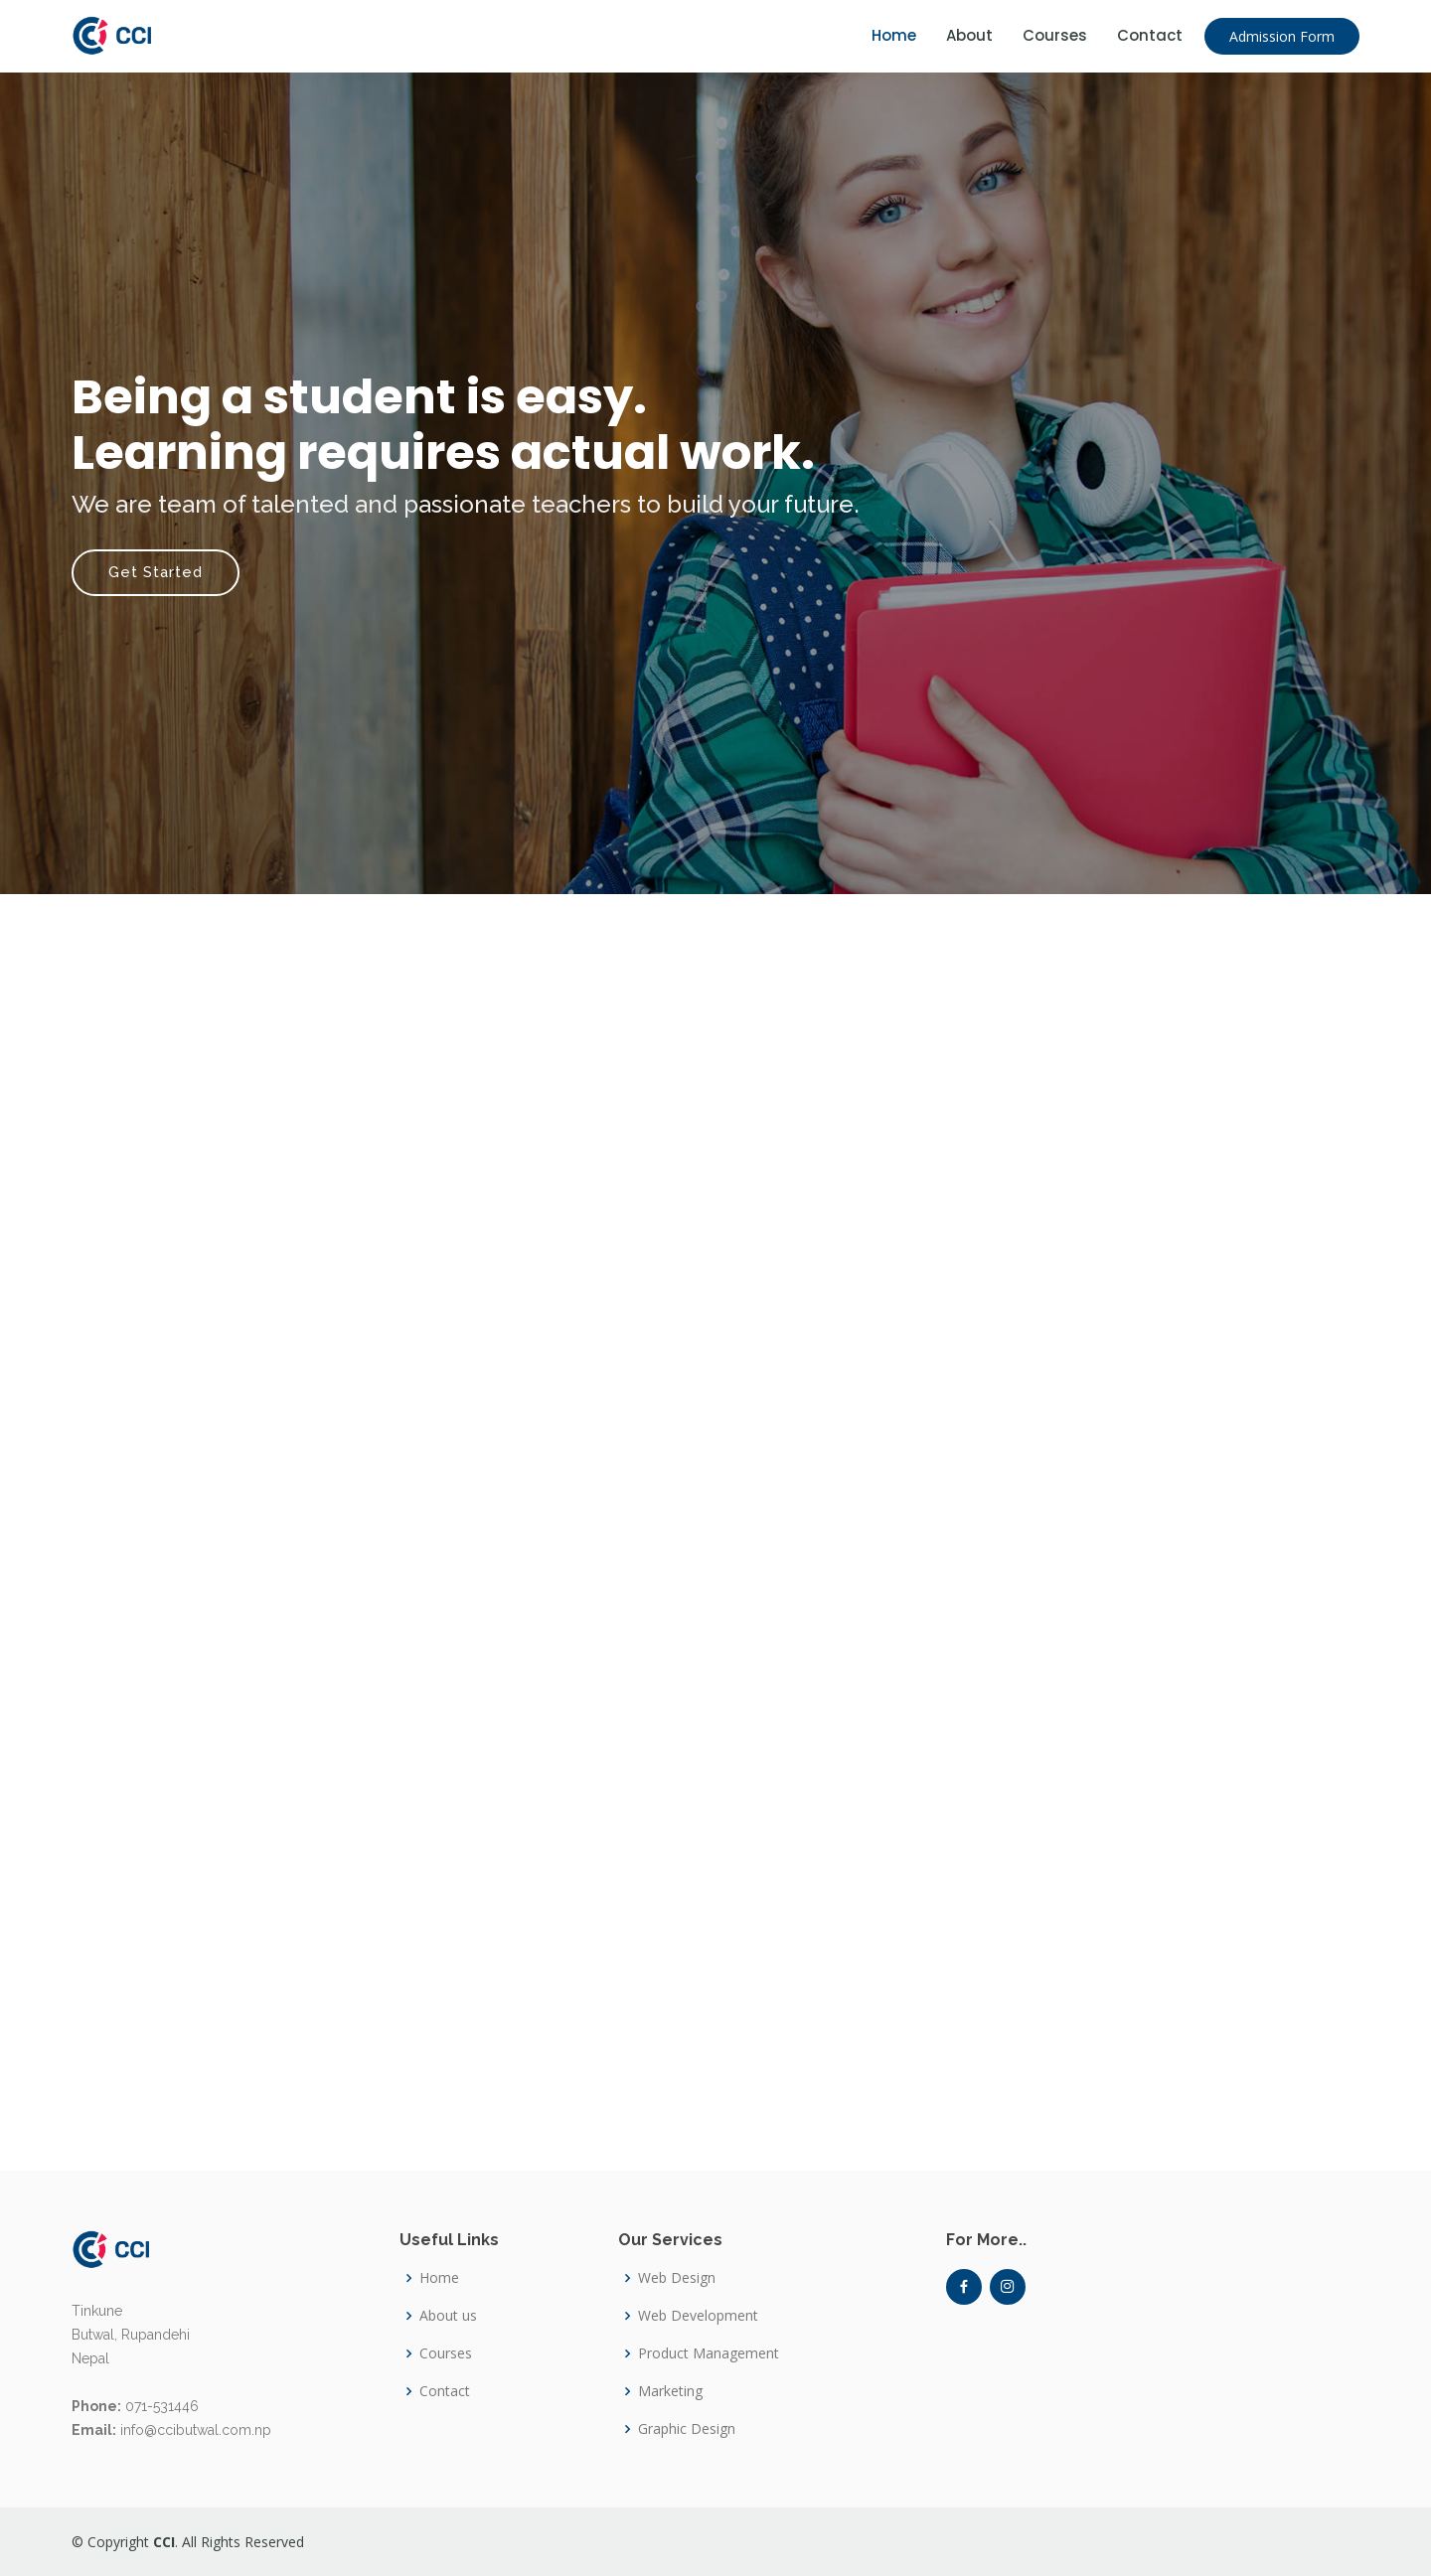 CCI
Home About Courses Contact Admission Form
Being a student is easy.
Learning requires actual work.
We are team of talented and passionate teachers to build your future.
Get Started
CCI
Tinkune
Butwal, Rupandehi
Nepal
Phone: 071-531446
Email: info@ccibutwal.com.np
Useful Links
Home
About us
Courses
Contact
Our Services
Web Design
Web Development
Product Management
Marketing
Graphic Design
For More..
© Copyright CCI. All Rights Reserved